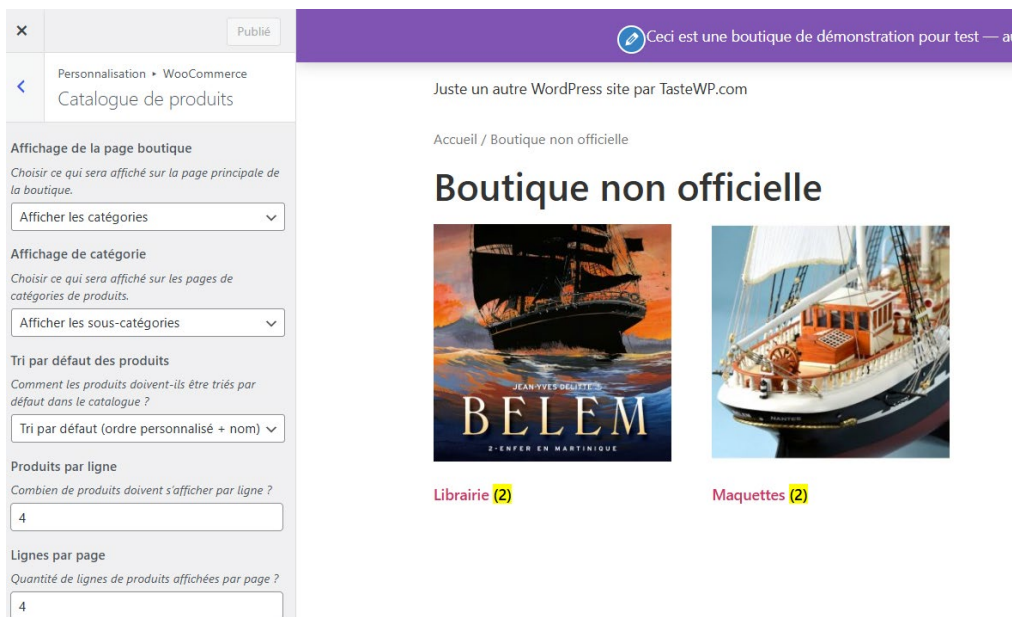 ×
Publié
Personnalisation ▸ WooCommerce
Catalogue de produits
Affichage de la page boutique
Choisir ce qui sera affiché sur la page principale de
la boutique.
Afficher les catégories
Affichage de catégorie
Choisir ce qui sera affiché sur les pages de
catégories de produits.
Afficher les sous-catégories
Tri par défaut des produits
Comment les produits doivent-ils être triés par
défaut dans le catalogue ?
Tri par défaut (ordre personnalisé + nom)
Produits par ligne
Combien de produits doivent s'afficher par ligne ?
4
Lignes par page
Quantité de lignes de produits affichées par page ?
4
Ceci est une boutique de démonstration pour test — au
Juste un autre WordPress site par TasteWP.com
Accueil / Boutique non officielle
Boutique non officielle
JEAN-YVES DELITTE
BELEM
2-ENFER EN MARTINIQUE
NANTES
Librairie (2)
Maquettes (2)